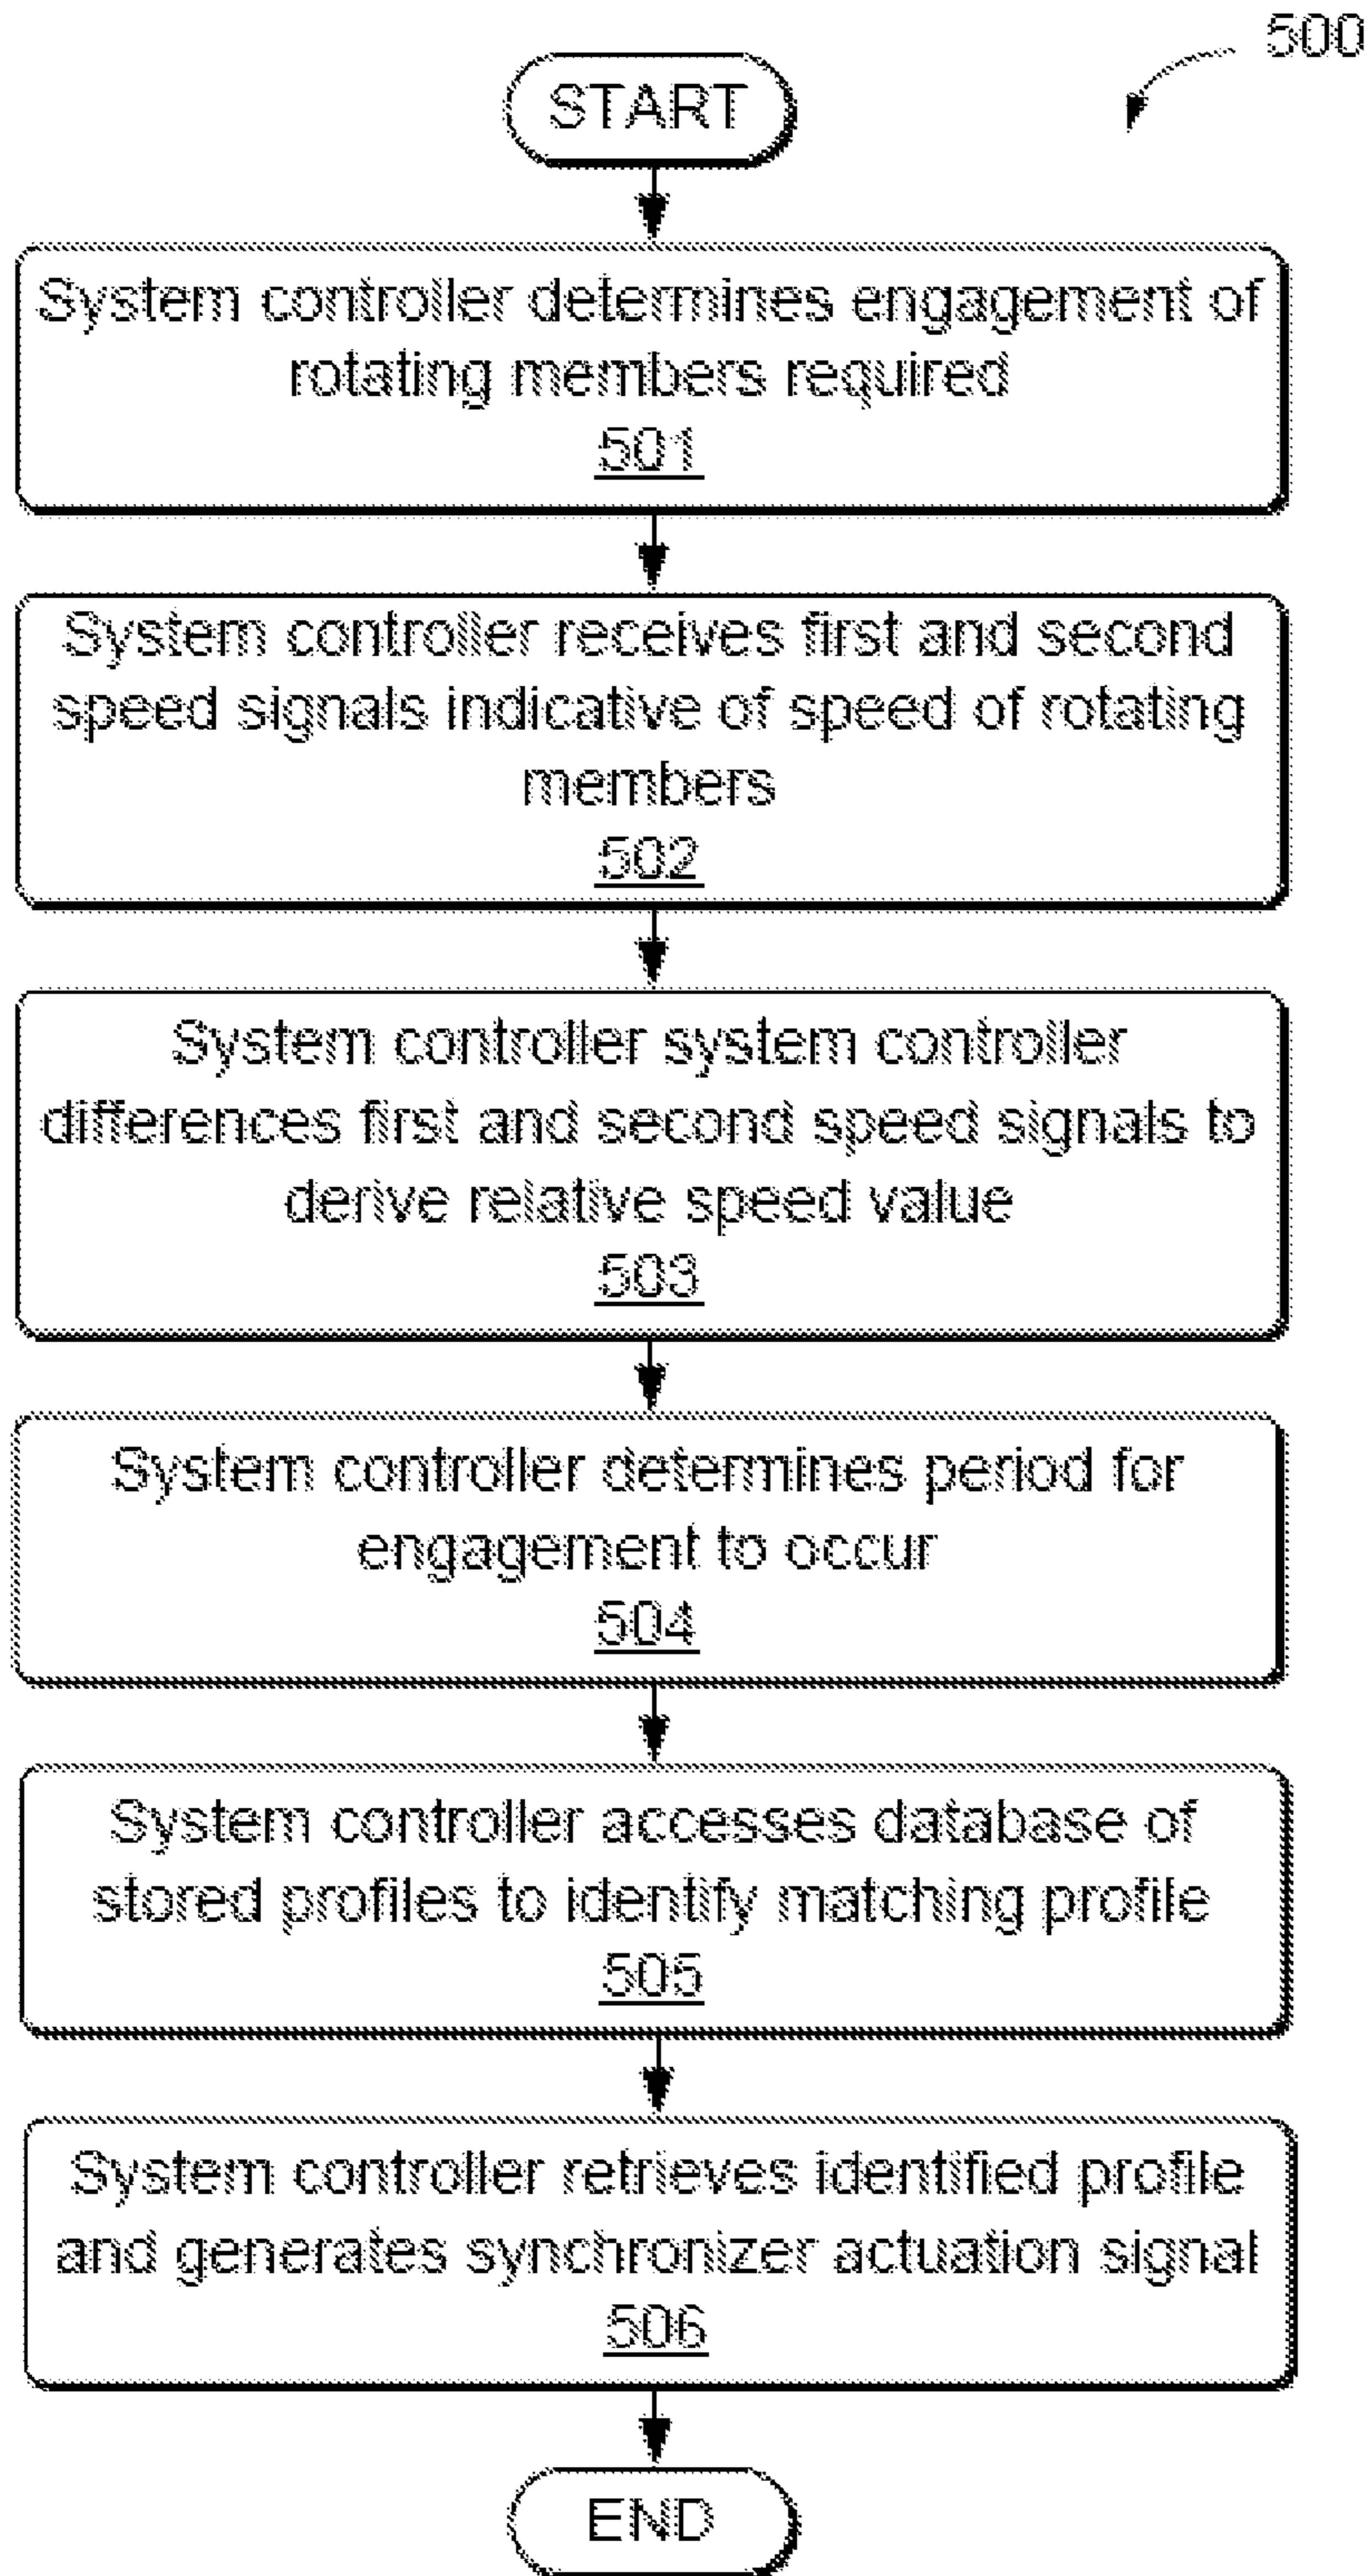 500
START
System controller determines engagement of
rotating members required
501
System controller receives first and second
speed signals indicative of speed of rotating
members
502
System controller system controller
differences first and second speed signals to
derive relative speed value
503
System controller determines period for
engagement to occur
504
System controller accesses database of
stored profiles to identify matching profile
505
System controller retrieves identified profile
and generates synchronizer actuation signal
506
END